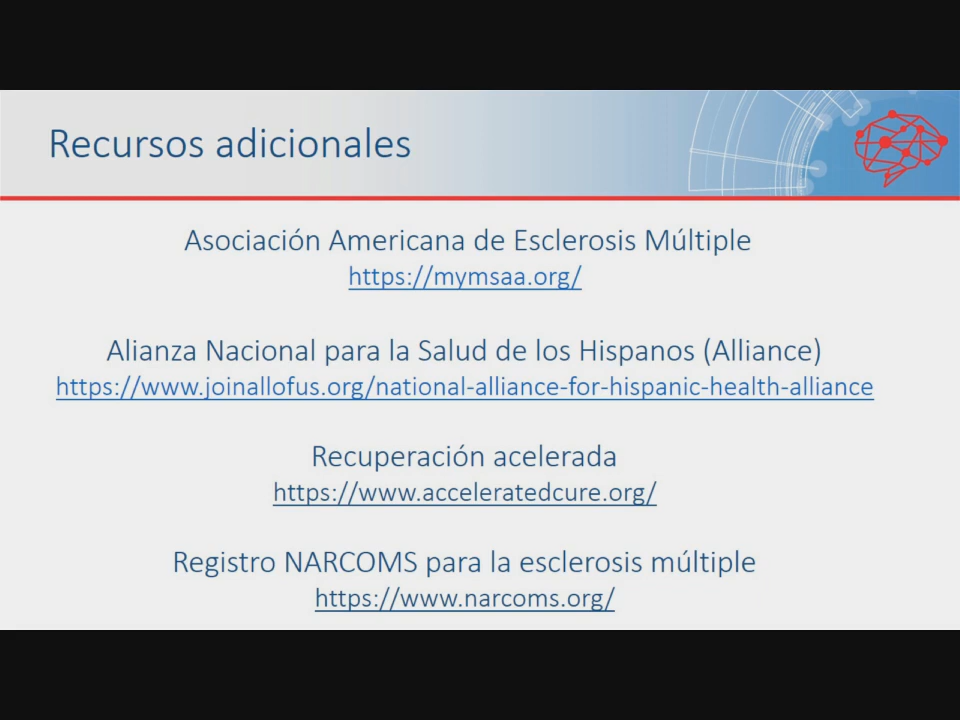 Recursos adicionales
Asociación Americana de Esclerosis Múltiple
https://mymsaa.org/
Alianza Nacional para la Salud de los Hispanos (Alliance)
https://www.joinallofus.org/national-alliance-for-hispanic-health-alliance
Recuperación acelerada
https://www.acceleratedcure.org/
Registro NARCOMS para la esclerosis múltiple
https://www.narcoms.org/